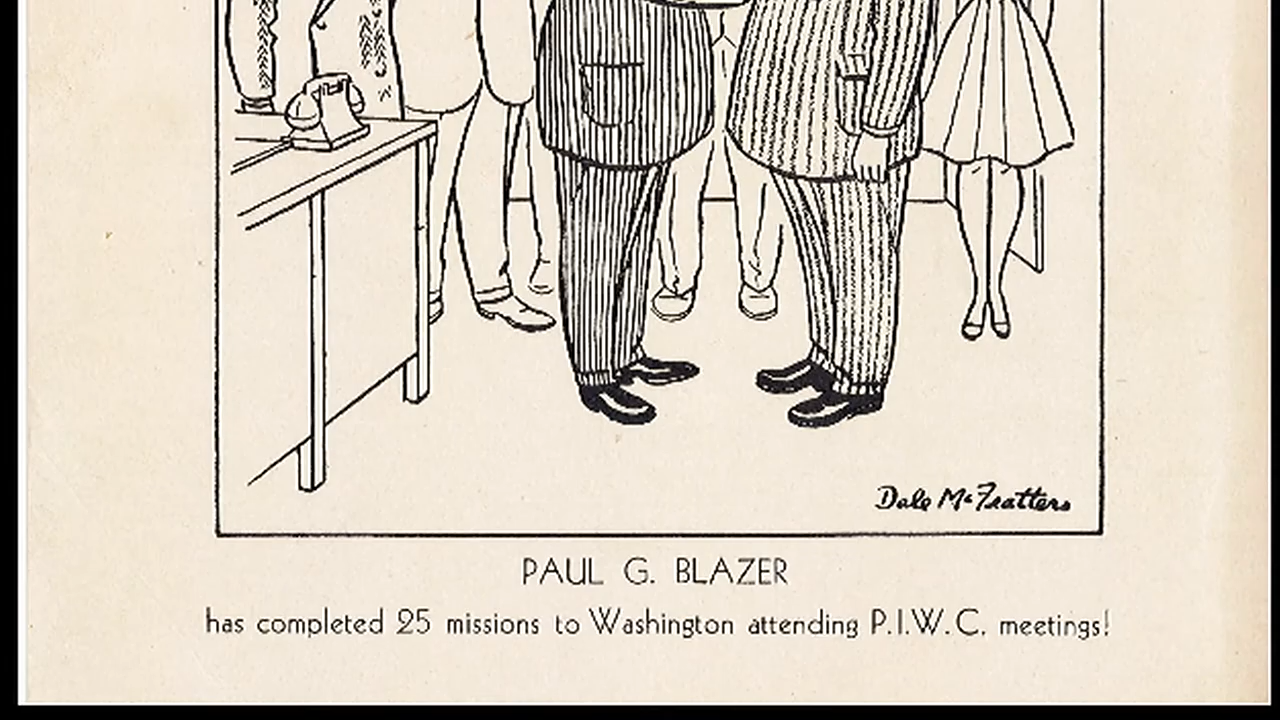 Dale McFeatters
PAUL G. BLAZER
has completed 25 missions to Washington attending P.I.W.C. meetings!